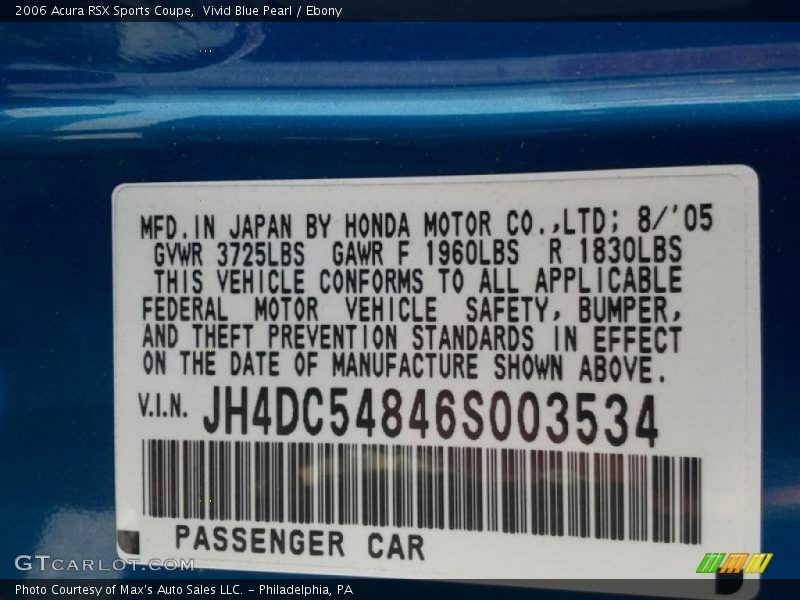 2006 Acura RSX Sports Coupe,  Vivid Blue Pearl / Ebony
MFD.IN JAPAN BY HONDA MOTOR CO.,LTD; 8/'05
GVWR 3725LBS GAWR F 1960LBS R 1830LBS
THIS VEHICLE CONFORMS TO ALL APPLICABLE
FEDERAL MOTOR VEHICLE SAFETY, BUMPER,
AND THEFT PREVENTION STANDARDS IN EFFECT
ON THE DATE OF MANUFACTURE SHOWN ABOVE.
V.I.N. JH4DC54846S003534
PASSENGER CAR
GTCARLOT.COM
Photo Courtesy of Max's Auto Sales LLC. - Philadelphia, PA